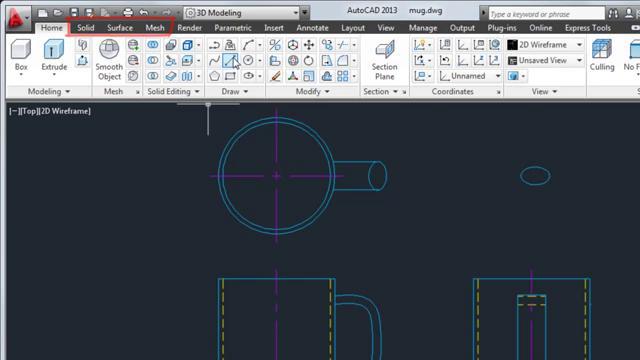 3D Modeling AutoCAD 2013 mug.dwg Type a keyword or phrase
Home Solid Surface Mesh Render Parametric Insert Annotate View Manage Output Plug-ins Online Express Tools
Box Extrude Smooth Object Section Plane 2D Wireframe Culling
Unsaved View
Unnamed
Modeling Mesh Solid Editing Draw Modify Section Coordinates View
[−][Top][2D Wireframe]